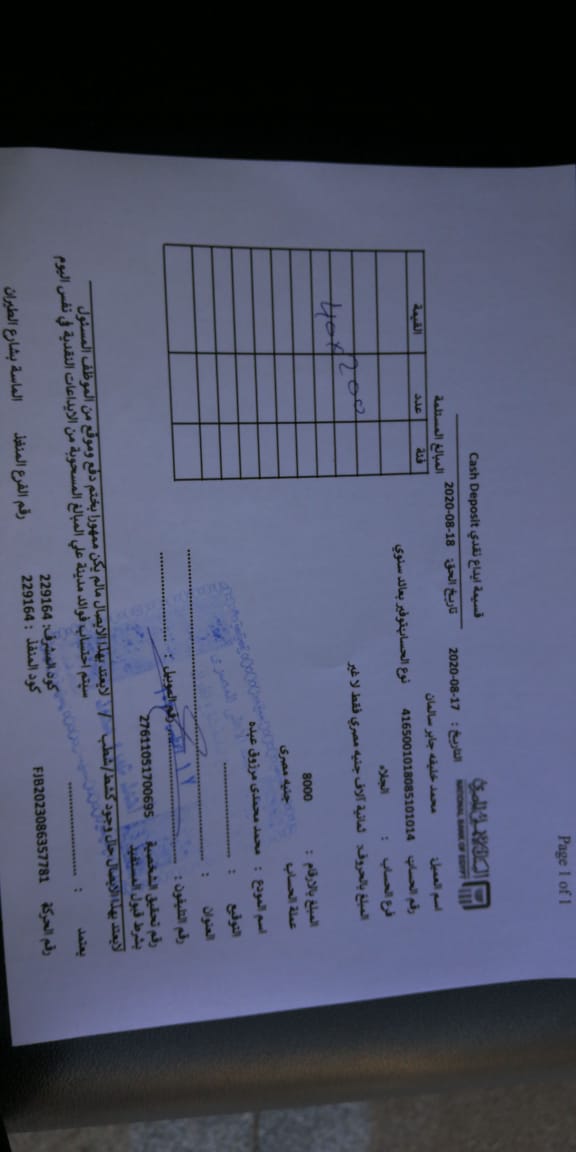 Page 1 of 1
البنك الأهلي المصري
NATIONAL BANK OF EGYPT
قسيمة ايداع نقدي Cash Deposit
التاريخ : 2020-08-17 تاريخ الحق: 2020-08-18
اسم العميل: محمد خليفه جابر سالمان
رقم الحساب 4165001018085101014 نوع الحساب:توفير بعائد سنوي
فرع الحساب : الجلاء
المبلغ بالحروف: ثمانية آلاف جنيه مصري فقط لا غير
المبالغ المستلمة
فئة عدد القيمة
40x200
المبلغ بالارقام : 8000
عملة الحساب جنيه مصرى
اسم المودع : محمد محمدى مرزوق عبده
التوقيع : ....................
العنوان : ....................
رقم التليفون : .................... رقم الموبيل : ....................
رقم تحقيق الشخصية 27611051700695
بشرط قبول المستفيد
لايعتد بهذا الايصال حال وجود كشط/شطب / لايعتد بهذا الايصال مالم يكن ممهورا بختم دفع وموقع من الموظف المسئول
سيتم احتساب فوائد مدينة علي المبالغ المسحوبة من الايداعات النقدية في نفس اليوم
يعتمد : ....................
كود المشرف: 229164
رقم الحركة FJB2023086357781 كود المنفذ : 229164 رقم الفرع المنفذ الماسة بشارع الطيران